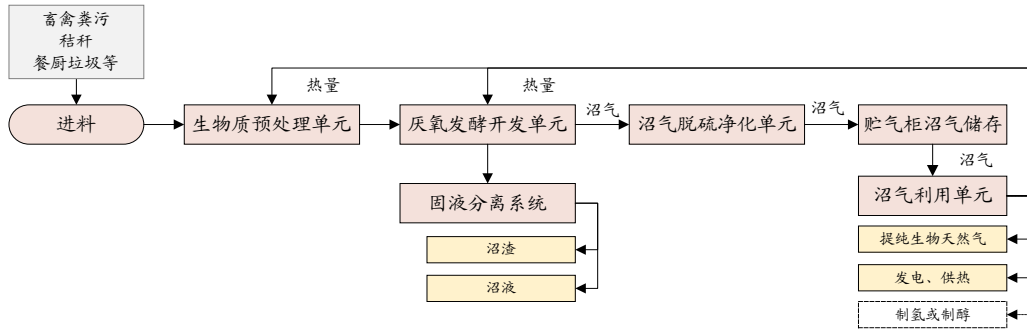 畜禽粪污
秸秆
餐厨垃圾等
热量
热量
进料
生物质预处理单元
厌氧发酵开发单元
沼气
沼气脱硫净化单元
沼气
贮气柜沼气储存
沼气
固液分离系统
沼气利用单元
沼渣
提纯生物天然气
沼液
发电、供热
制氢或制醇